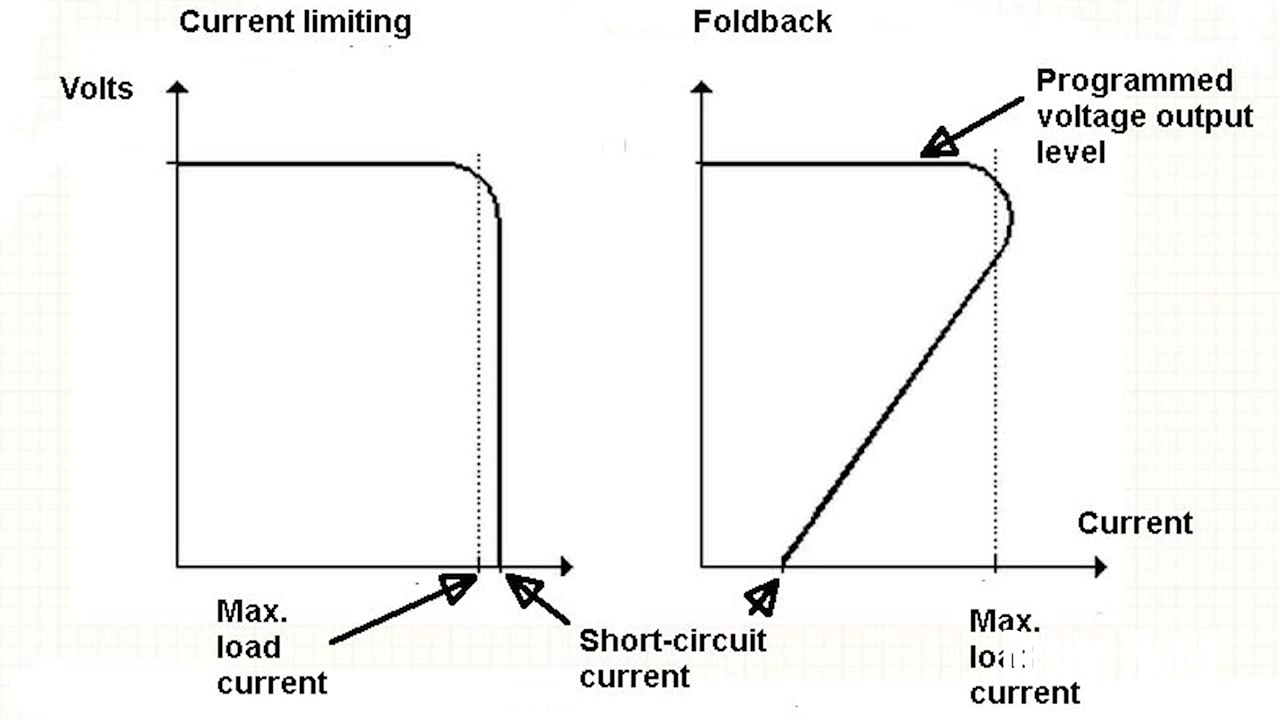 Current limiting
Foldback
Volts
Programmed
voltage output
level
Current
Max.
load
current
Short-circuit
current
Max.
current